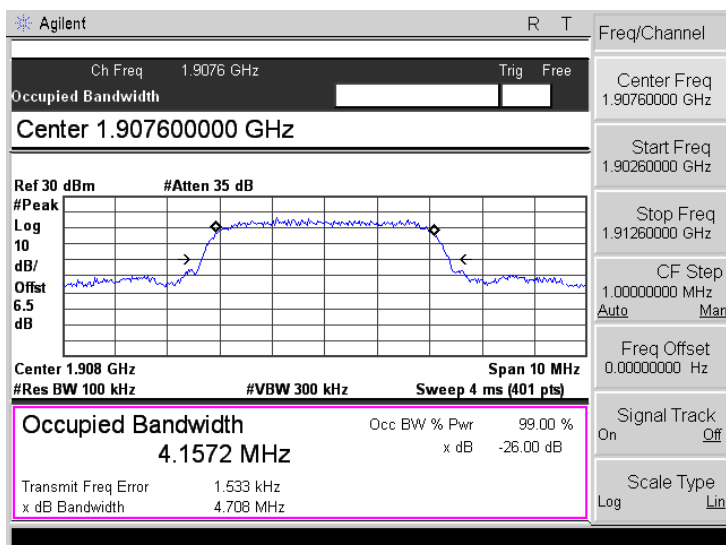 Agilent R T
Ch Freq 1.9076 GHz Trig Free
Occupied Bandwidth
Center 1.907600000 GHz
Ref 30 dBm #Atten 35 dB
#Peak
Log
10
dB/
Offst
6.5
dB
Center 1.908 GHz Span 10 MHz
#Res BW 100 kHz #VBW 300 kHz Sweep 4 ms (401 pts)
Occupied Bandwidth Occ BW % Pwr 99.00 %
4.1572 MHz x dB -26.00 dB
Transmit Freq Error 1.533 kHz
x dB Bandwidth 4.708 MHz
Freq/Channel
Center Freq
1.90760000 GHz
Start Freq
1.90260000 GHz
Stop Freq
1.91260000 GHz
CF Step
1.00000000 MHz
Auto Man
Freq Offset
0.00000000 Hz
Signal Track
On Off
Scale Type
Log Lin